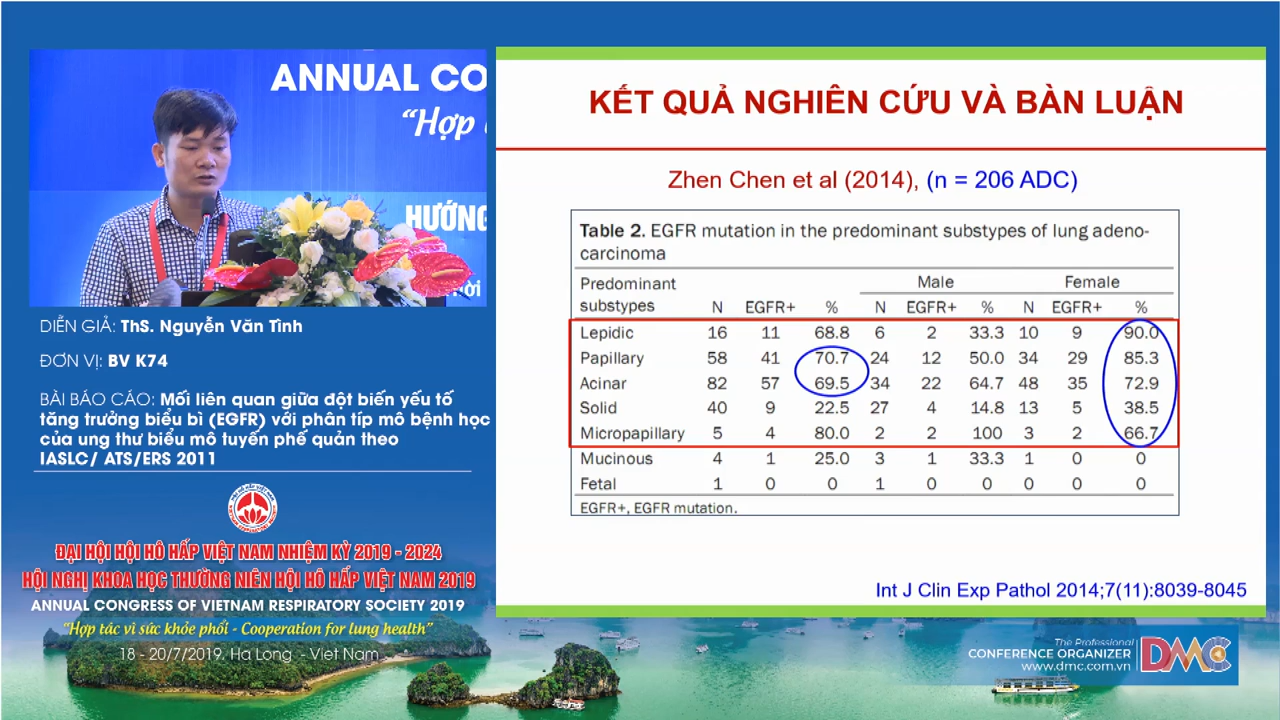 ANNUAL CO
“Hợp
HƯỚNG
DIỄN GIẢ: ThS. Nguyễn Văn Tình
ĐƠN VỊ: BV K74
BÀI BÁO CÁO: Mối liên quan giữa đột biến yếu tố
tăng trưởng biểu bì (EGFR) với phân típ mô bệnh học
của ung thư biểu mô tuyến phế quản theo
IASLC/ ATS/ERS 2011
ĐẠI HỘI HỘI HÔ HẤP VIỆT NAM NHIỆM KỲ 2019 - 2024
HỘI NGHỊ KHOA HỌC THƯỜNG NIÊN HỘI HÔ HẤP VIỆT NAM 2019
ANNUAL CONGRESS OF VIETNAM RESPIRATORY SOCIETY 2019
“Hợp tác vì sức khỏe phổi - Cooperation for lung health”
18 - 20/7/2019. Ha Long - Viet Nam
KẾT QUẢ NGHIÊN CỨU VÀ BÀN LUẬN
Zhen Chen et al (2014), (n = 206 ADC)
Table 2. EGFR mutation in the predominant substypes of lung adeno-
carcinoma
Predominant Male Female
substypes N EGFR+ % N EGFR+ % N EGFR+ %
Lepidic 16 11 68.8 6 2 33.3 10 9 90.0
Papillary 58 41 70.7 24 12 50.0 34 29 85.3
Acinar 82 57 69.5 34 22 64.7 48 35 72.9
Solid 40 9 22.5 27 4 14.8 13 5 38.5
Micropapillary 5 4 80.0 2 2 100 3 2 66.7
Mucinous 4 1 25.0 3 1 33.3 1 0 0
Fetal 1 0 0 1 0 0 0 0 0
EGFR+, EGFR mutation.
Int J Clin Exp Pathol 2014;7(11):8039-8045
The Professional
CONFERENCE ORGANIZER
www.dmc.com.vn
DMC